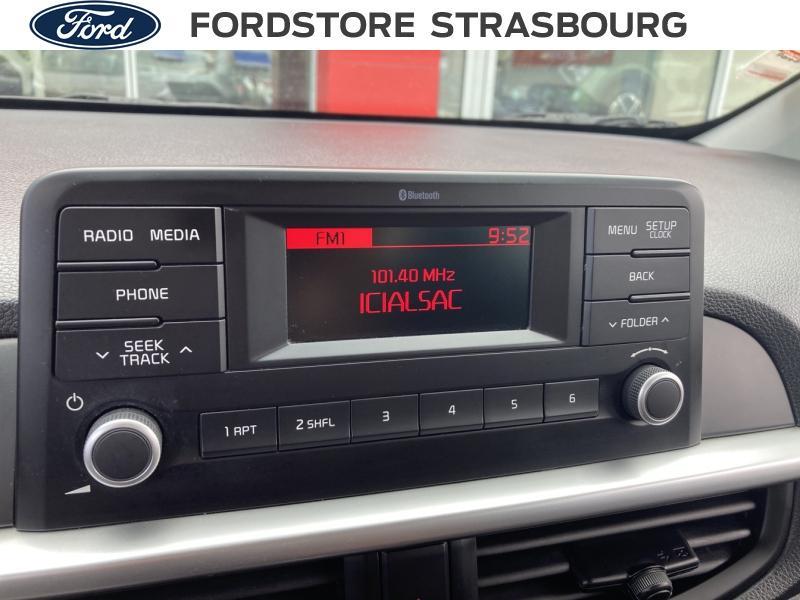 Ford FORDSTORE STRASBOURG
Bluetooth
RADIO MEDIA
PHONE
SEEK
TRACK
FM1 9:52
101.40 MHz
ICIALSAC
MENU SETUP
CLOCK
BACK
FOLDER
1 RPT 2 SHFL 3 4 5 6